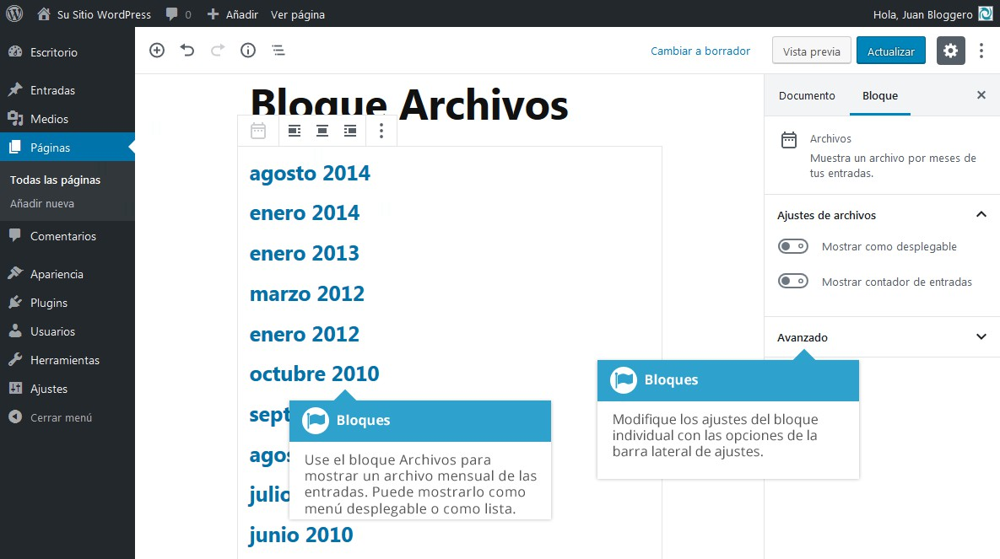 Su Sitio WordPress 0 Añadir Ver página Hola, Juan Bloggero
Escritorio
Entradas
Medios
Páginas
Todas las páginas
Añadir nueva
Comentarios
Apariencia
Plugins
Usuarios
Herramientas
Ajustes
Cerrar menú
Cambiar a borrador Vista previa Actualizar
Bloque Archivos
agosto 2014
enero 2014
enero 2013
marzo 2012
enero 2012
octubre 2010
sept
agos
julio
junio 2010
Bloques
Use el bloque Archivos para
mostrar un archivo mensual de las
entradas. Puede mostrarlo como
menú desplegable o como lista.
Documento Bloque
Archivos
Muestra un archivo por meses de
tus entradas.
Ajustes de archivos
Mostrar como desplegable
Mostrar contador de entradas
Avanzado
Bloques
Modifique los ajustes del bloque
individual con las opciones de la
barra lateral de ajustes.